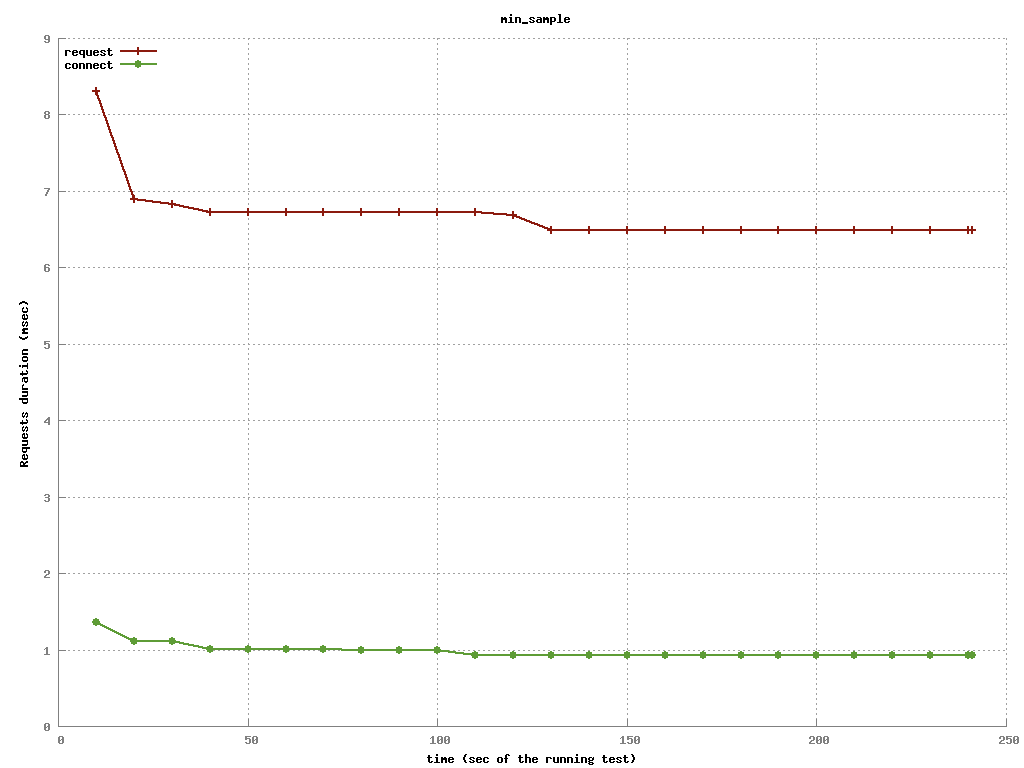 min_sample
9
request
connect
8
7
6
5
4
3
2
1
0
Requests duration (msec)
0 50 100 150 200 250
time (sec of the running test)